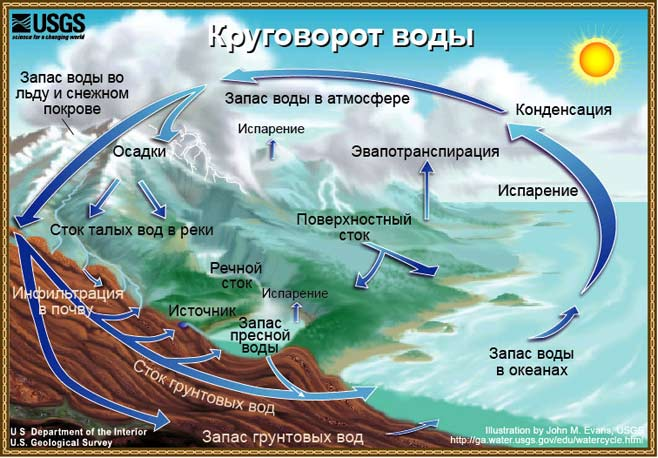 USGS
science for a changing world
Круговорот воды
Запас воды во
льду и снежном
покрове
Запас воды в атмосфере
Конденсация
Испарение
Осадки
Эвапотранспирация
Испарение
Сток талых вод в реки
Поверхностный
сток
Речной
сток
Инфильтрация
в почву
Источник
Испарение
Запас
пресной
воды
Запас воды
в океанах
Сток грунтовых вод
Запас грунтовых вод
U S Department of the Interior
U.S. Geological Survey
Illustration by John M. Evans, USGS
http://ga.water.usgs.gov/edu/watercycle.html